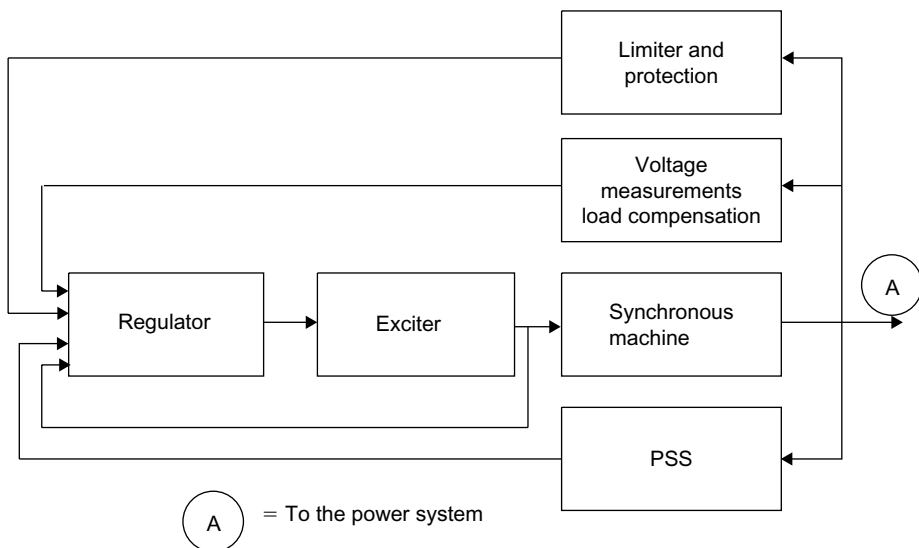 Limiter and
protection
Voltage
measurements
load compensation
A
Regulator
Exciter
Synchronous
machine
PSS
A
= To the power system